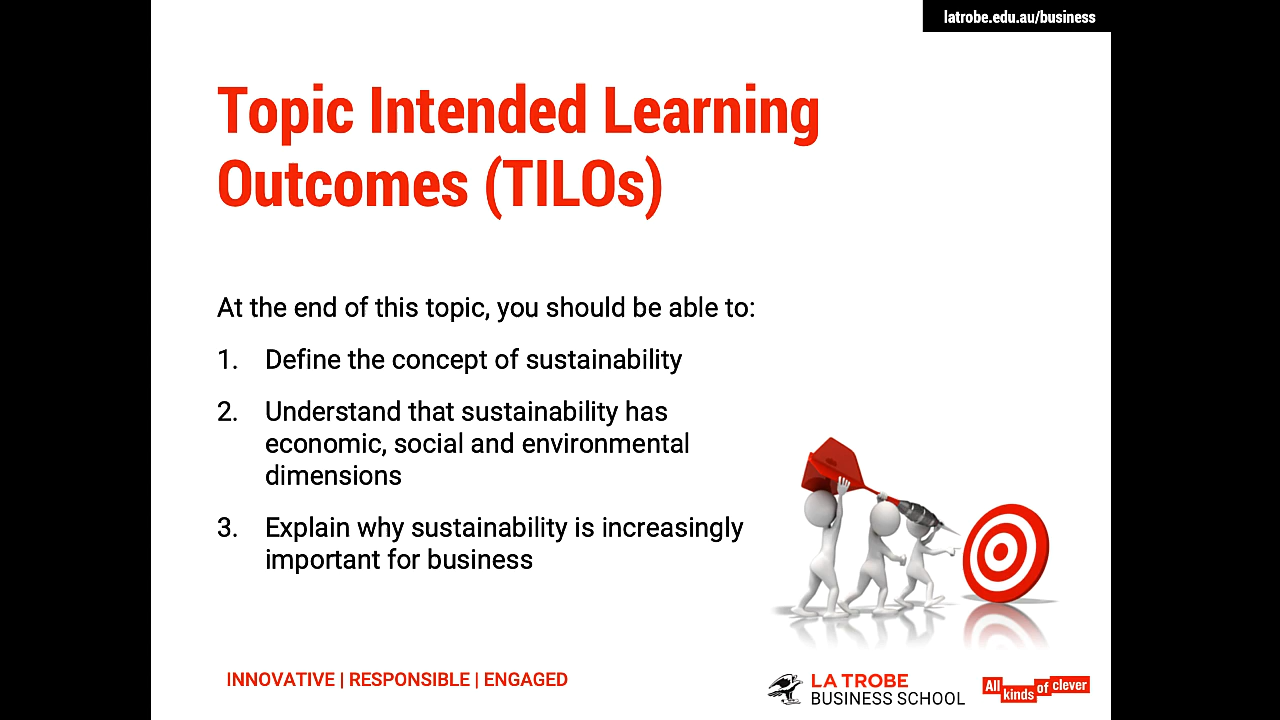 latrobe.edu.au/business
Topic Intended Learning
Outcomes (TILOs)
At the end of this topic, you should be able to:
1. Define the concept of sustainability
2. Understand that sustainability has
economic, social and environmental
dimensions
3. Explain why sustainability is increasingly
important for business
INNOVATIVE | RESPONSIBLE | ENGAGED
LA TROBE
BUSINESS SCHOOL
All kinds of clever